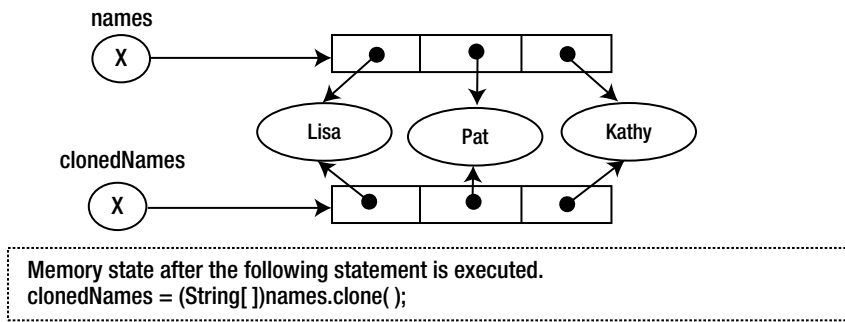 names
X
Lisa
Pat
Kathy
clonedNames
X
Memory state after the following statement is executed.
clonedNames = (String[ ])names.clone( );